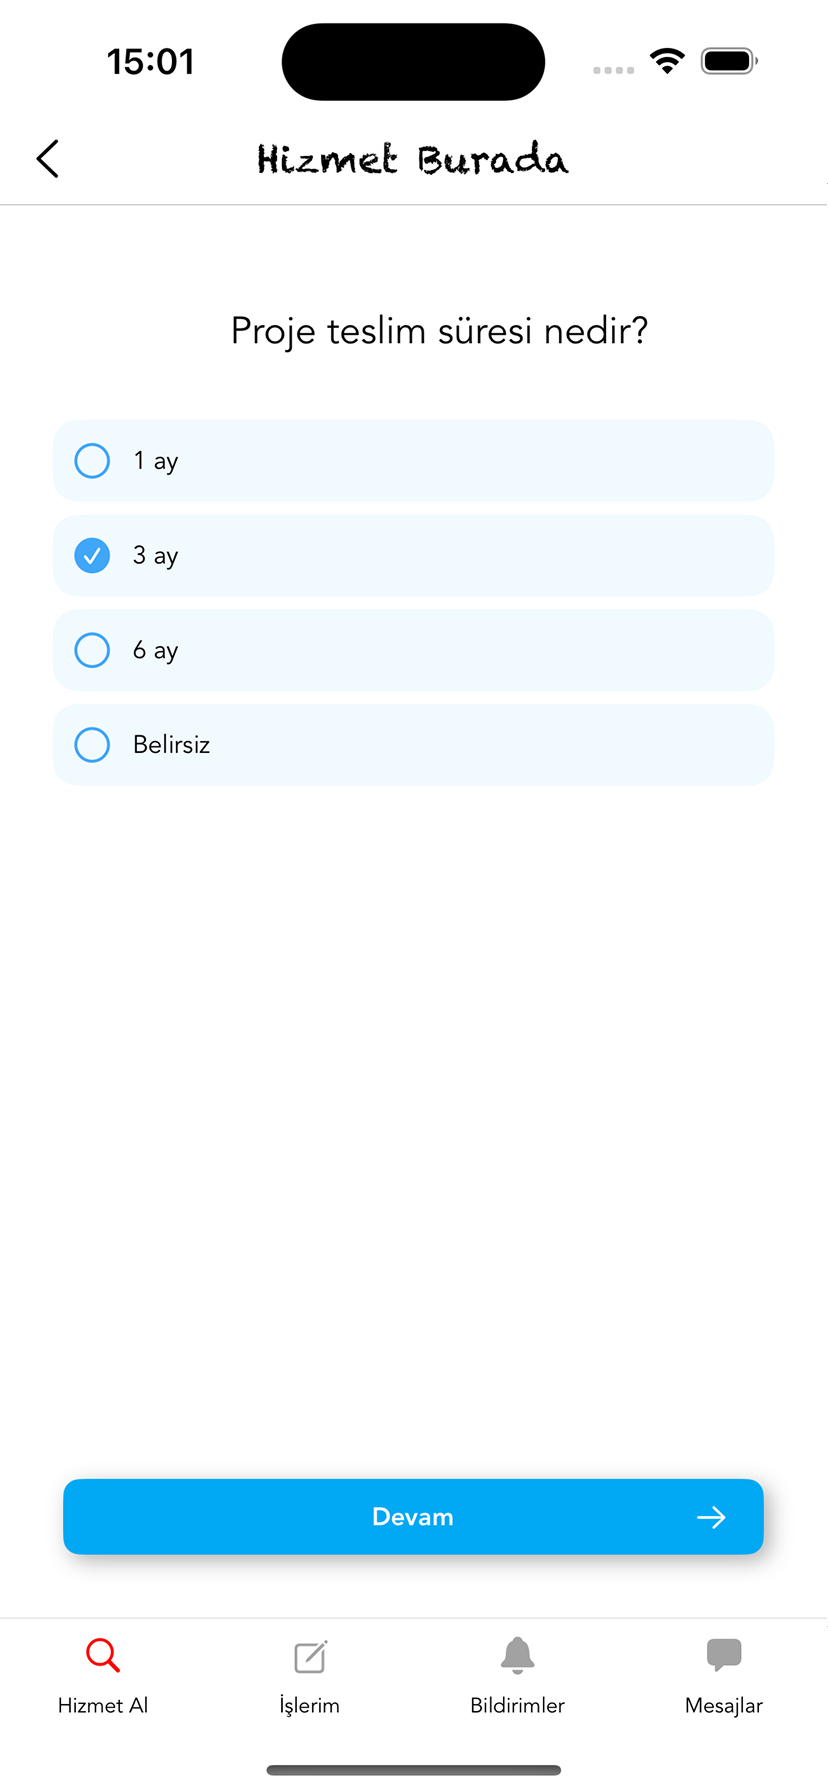 15:01
Hizmet Burada
Proje teslim süresi nedir?
1 ay
3 ay
6 ay
Belirsiz
Devam
Hizmet Al
İşlerim
Bildirimler
Mesajlar